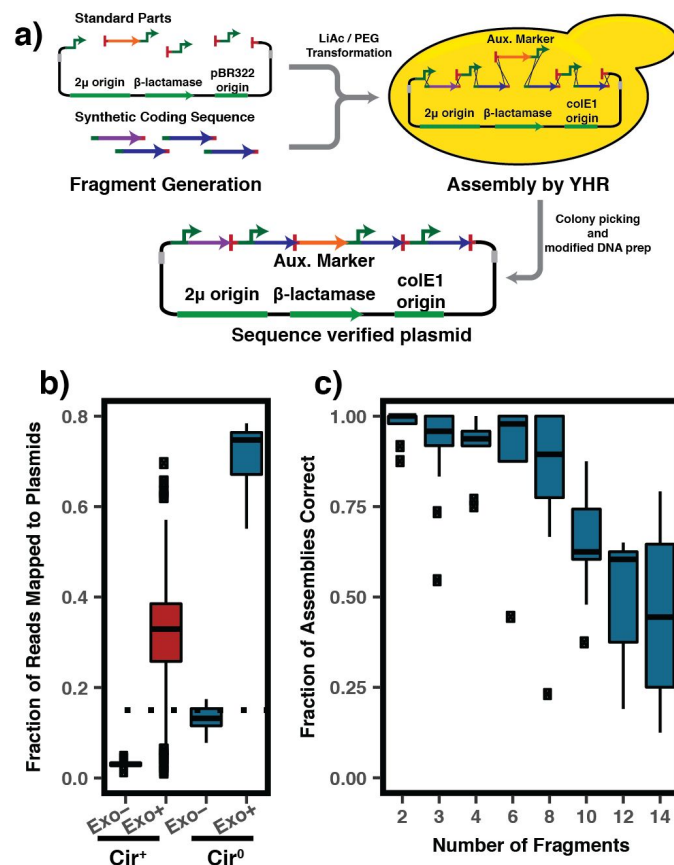 a)
Standard Parts
2µ origin
β-lactamase
pBR322
origin
Synthetic Coding Sequence
Fragment Generation
LiAc / PEG
Transformation
Aux. Marker
2µ origin
β-lactamase
colE1
origin
Assembly by YHR
Colony picking
and
modified DNA prep
Aux. Marker
2µ origin
β-lactamase
colE1
origin
Sequence verified plasmid
b)
Fraction of Reads Mapped to Plasmids
0.8
0.6
0.4
0.2
0.0
Exo–
Exo+
Exo–
Exo+
Cir⁺
Cir⁰
c)
Fraction of Assemblies Correct
1.00
0.75
0.50
0.25
0.00
2 3 4 6 8 10 12 14
Number of Fragments